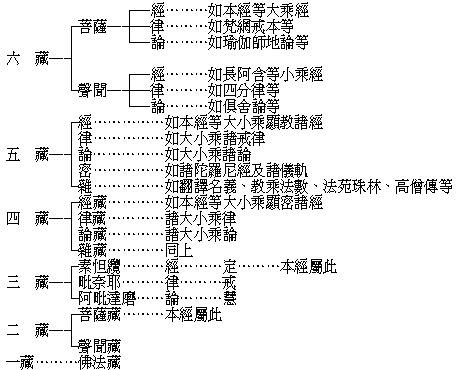 經………如本經等大乘經
菩薩 律………如梵網戒本等
論………如瑜伽師地論等
六　藏
經………如長阿含等小乘經
聲聞 律………如四分律等
論………如俱舍論等
經……………如本經等大小乘顯教諸經
律……………如大小乘諸戒律
五　藏 論……………如大小乘諸論
密……………如諸陀羅尼經及諸儀軌
雜……………如翻譯名義、教乘法數、法苑珠林、高僧傳等
經藏…………如本經等大小乘顯密諸經
四　藏 律藏…………諸大小乘律
論藏…………諸大小乘論
雜藏…………同上
素怛纜……經………定………本經屬此
三　藏 毗奈耶……律………戒
阿毗達磨…論………慧
菩薩藏………本經屬此
二　藏
聲聞藏
一藏………佛法藏